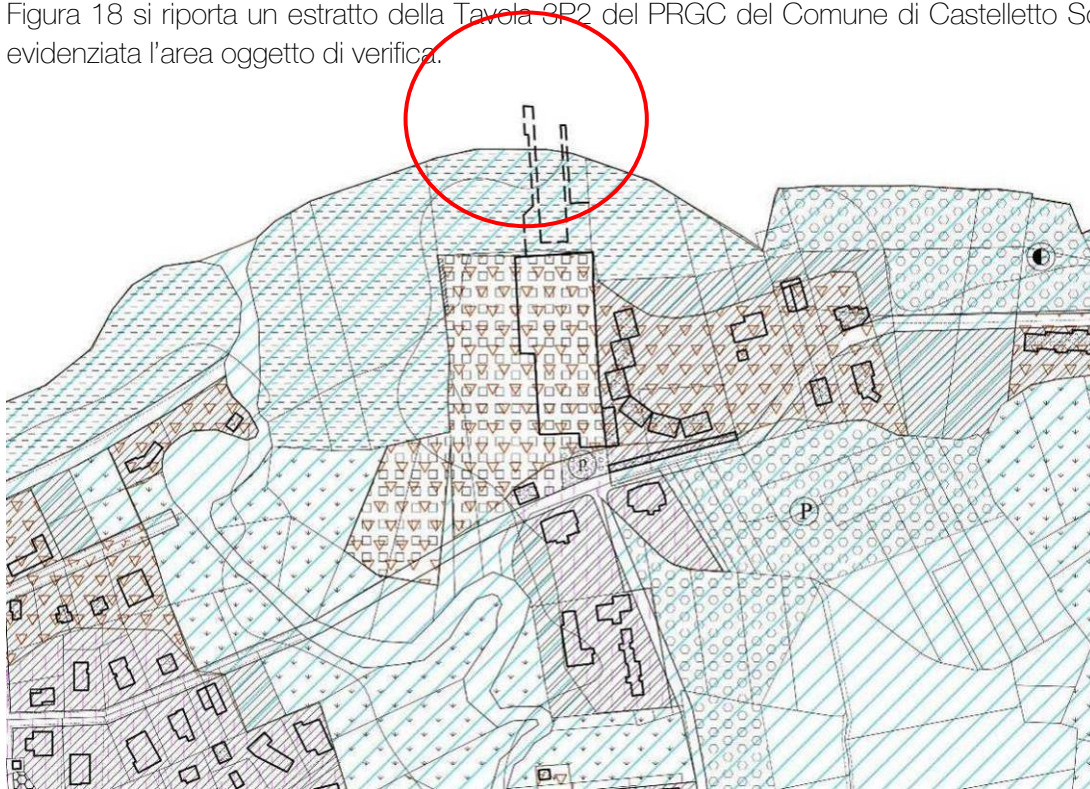 Figura 18 si riporta un estratto della Tavola 3P2 del PRGC del Comune di Castelletto
evidenziata l'area oggetto di verifica.
P
P